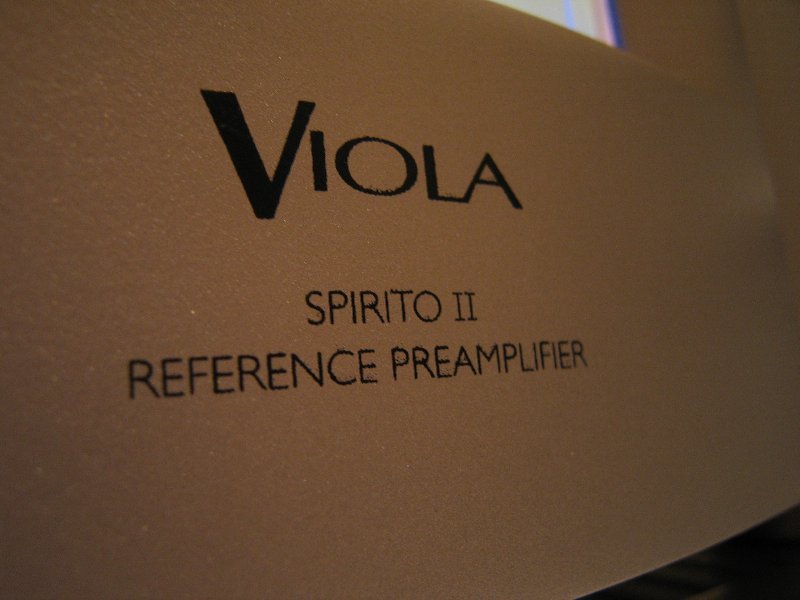 VIOLA
SPIRITO II
REFERENCE PREAMPLIFIER